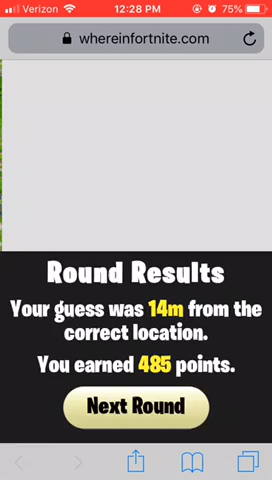 Verizon 12:28 PM 75%
whereinfortnite.com
Round Results
Your guess was 14m from the
correct location.
You earned 485 points.
Next Round